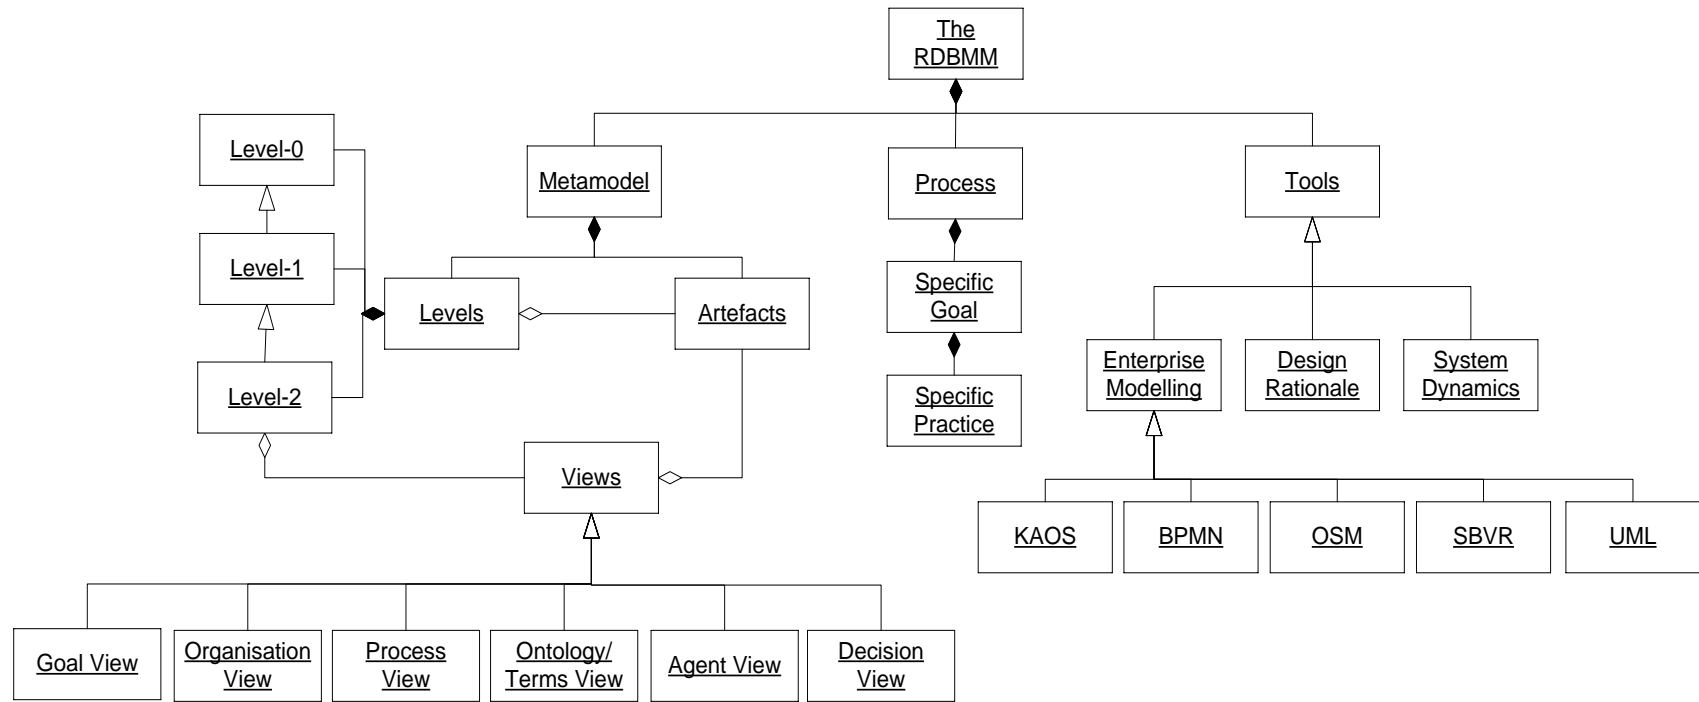 The
RDBMM
Level-0
Metamodel
Process
Tools
Level-1
Levels
Artefacts
Specific
Goal
Level-2
Enterprise
Modelling
Design
Rationale
System
Dynamics
Specific
Practice
Views
KAOS
BPMN
OSM
SBVR
UML
Goal View
Organisation
View
Process
View
Ontology/
Terms View
Agent View
Decision
View